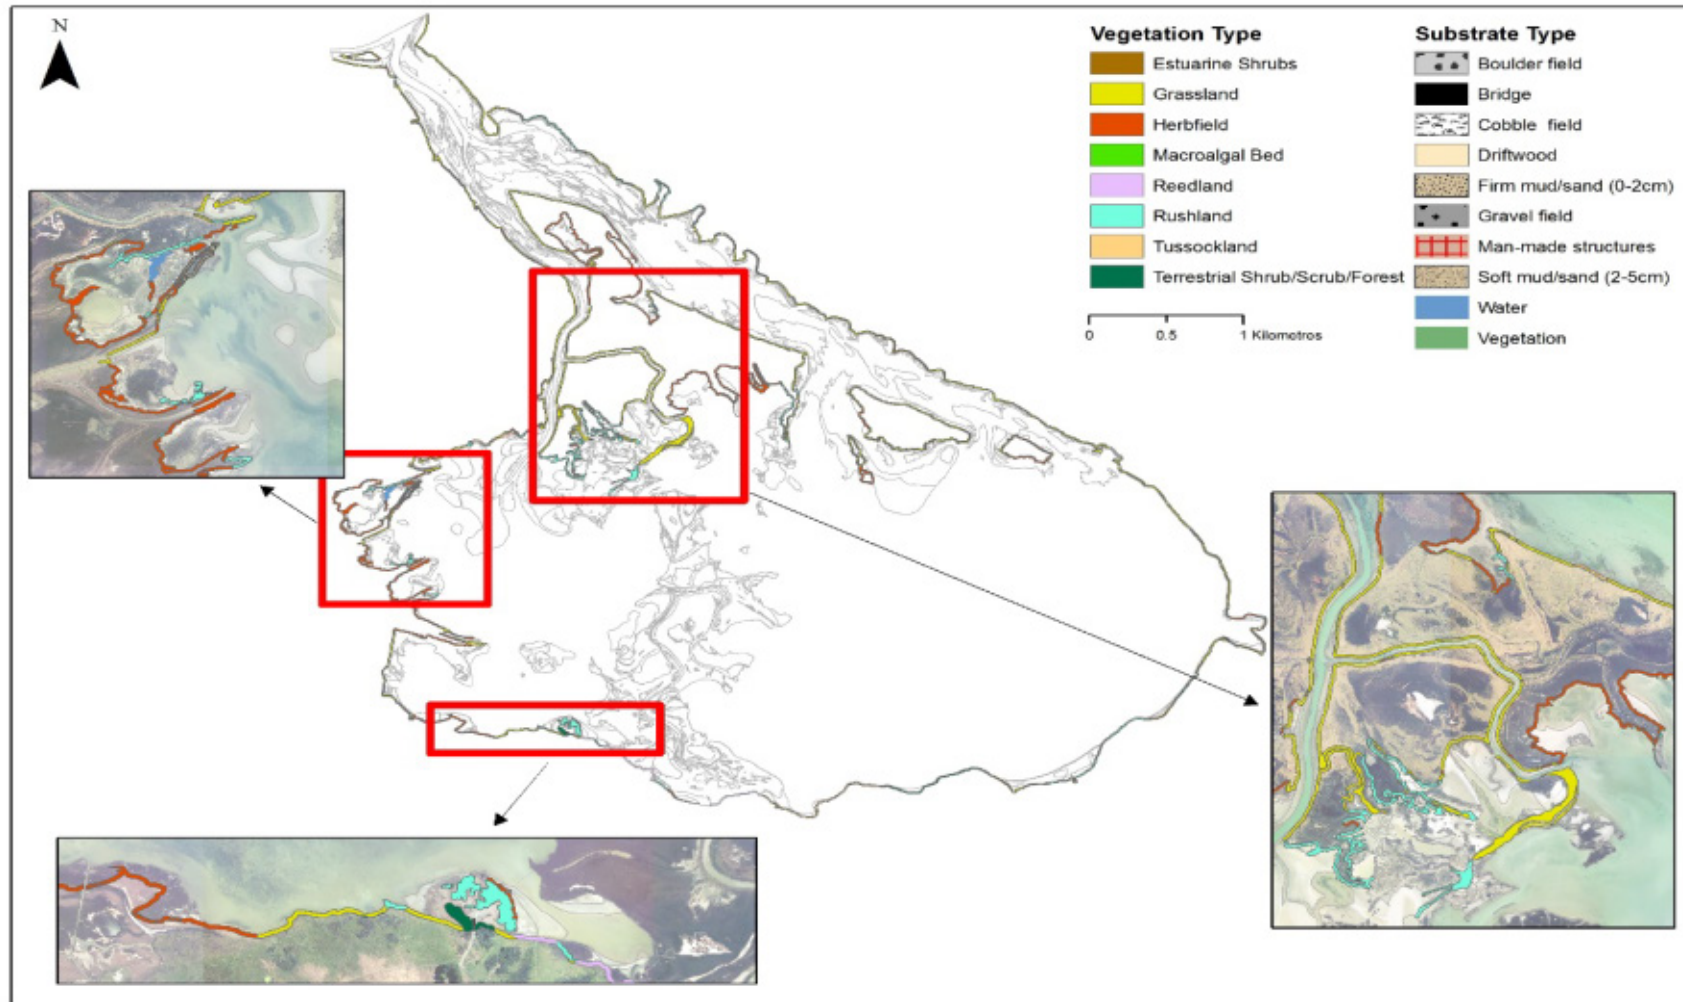 N
Vegetation Type
Estuarine Shrubs
Grassland
Herbfield
Macroalgal Bed
Reedland
Rushland
Tussockland
Terrestrial Shrub/Scrub/Forest
0 0.5 1 Kilometros
Substrate Type
Boulder field
Bridge
Cobble field
Driftwood
Firm mud/sand (0-2cm)
Gravel field
Man-made structures
Soft mud/sand (2-5cm)
Water
Vegetation